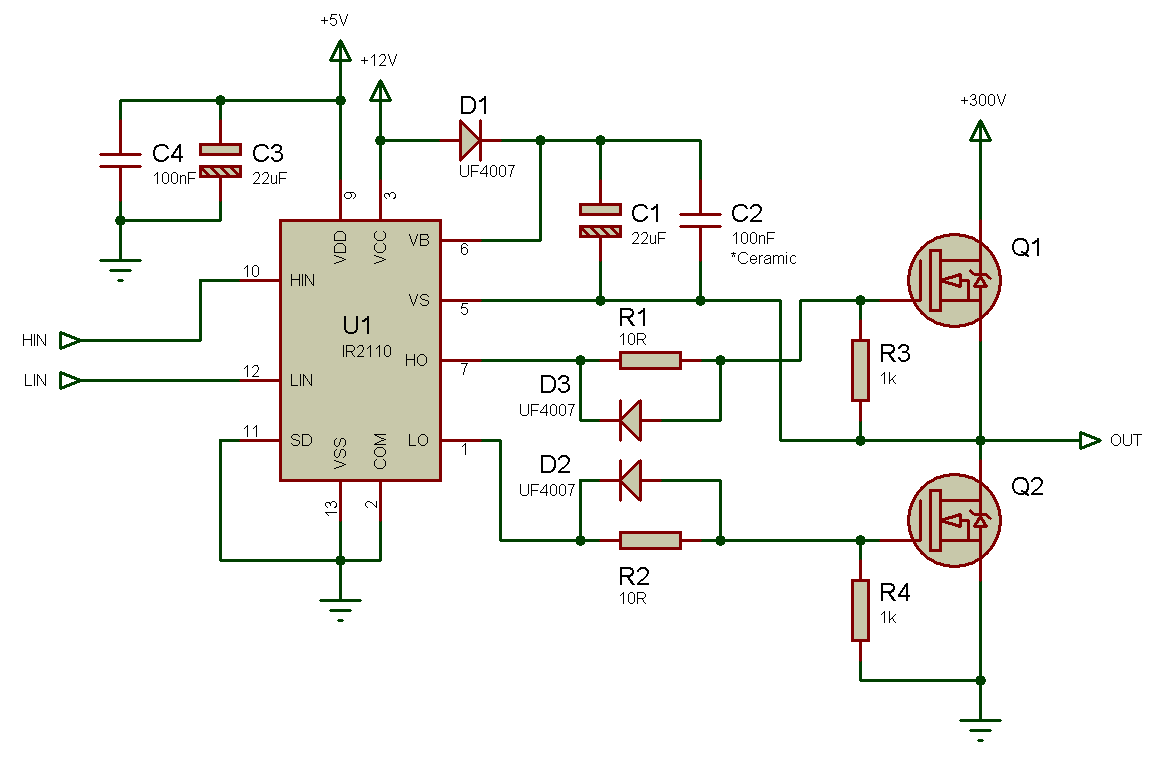 +5V
+12V
+300V
D1
UF4007
C4
100nF
C3
22uF
C1
22uF
C2
100nF
*Ceramic
9
3
VDD
VCC
VB
6
10
HIN
VS
5
U1
IR2110
HIN
LIN
12
LIN
HO
7
R1
10R
D3
UF4007
11
SD
VSS
COM
LO
1
13
2
D2
UF4007
R2
10R
Q1
R3
1k
OUT
Q2
R4
1k